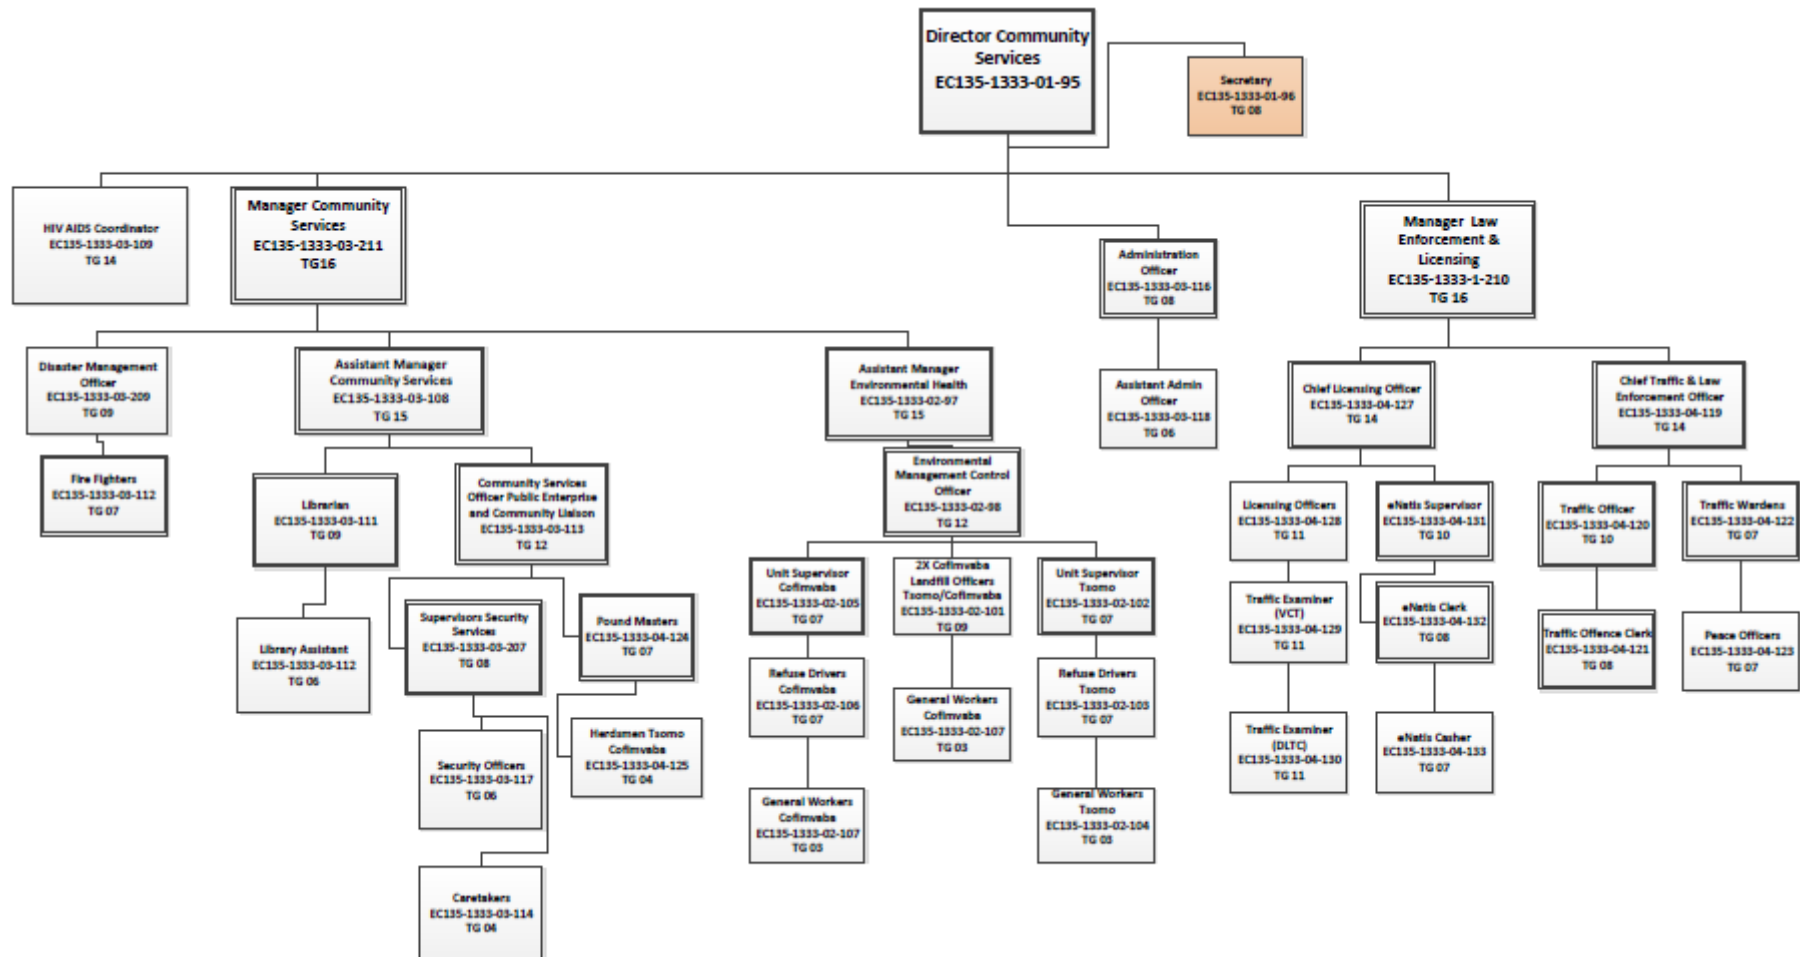 Director Community
Services
EC135-1333-01-95
Secretary
EC135-1333-01-96
TG 08
HIV AIDS Coordinator
EC135-1333-03-109
TG 14
Manager Community
Services
EC135-1333-03-211
TG16
Administration
Officer
EC135-1333-03-116
TG 08
Manager Law
Enforcement &
Licensing
EC135-1333-1-210
TG 16
Disaster Management
Officer
EC135-1333-03-209
TG 09
Assistant Manager
Community Services
EC135-1333-03-108
TG 15
Assistant Manager
Environmental Health
EC135-1333-02-97
TG 15
Assistant Admin
Officer
EC135-1333-03-118
TG 06
Chief Licensing Officer
EC135-1333-04-127
TG 14
Chief Traffic & Law
Enforcement Officer
EC135-1333-04-119
TG 14
Fire Fighters
EC135-1333-03-112
TG 07
Librarian
EC135-1333-03-111
TG 09
Community Services
Officer Public Enterprise
and Community Liaison
EC135-1333-03-113
TG 12
Environmental
Management Control
Officer
EC135-1333-02-98
TG 12
Licensing Officers
EC135-1333-04-128
TG 11
eNatis Supervisor
EC135-1333-04-131
TG 10
Traffic Officer
EC135-1333-04-120
TG 10
Traffic Wardens
EC135-1333-04-122
TG 07
Unit Supervisor
Cofimvaba
EC135-1333-02-105
TG 07
2X Cofimvaba
Landfill Officers
Tsomo/Cofimvaba
EC135-1333-02-101
TG 09
Unit Supervisor
Tsomo
EC135-1333-02-102
TG 07
Library Assistant
EC135-1333-03-112
TG 06
Supervisors Security
Services
EC135-1333-03-207
TG 08
Pound Masters
EC135-1333-04-124
TG 07
Traffic Examiner
(VCT)
EC135-1333-04-129
TG 11
eNatis Clerk
EC135-1333-04-132
TG 08
Traffic Offence Clerk
EC135-1333-04-121
TG 08
Peace Officers
EC135-1333-04-123
TG 07
Refuse Drivers
Cofimvaba
EC135-1333-02-106
TG 07
General Workers
Cofimvaba
EC135-1333-02-107
TG 03
Refuse Drivers
Tsomo
EC135-1333-02-103
TG 07
Security Officers
EC135-1333-03-117
TG 06
Herdsmen Tsomo
Cofimvaba
EC135-1333-04-125
TG 04
Traffic Examiner
(DLTC)
EC135-1333-04-130
TG 11
eNatis Casher
EC135-1333-04-133
TG 07
General Workers
Cofimvaba
EC135-1333-02-107
TG 03
General Workers
Tsomo
EC135-1333-02-104
TG 03
Caretakers
EC135-1333-03-114
TG 04